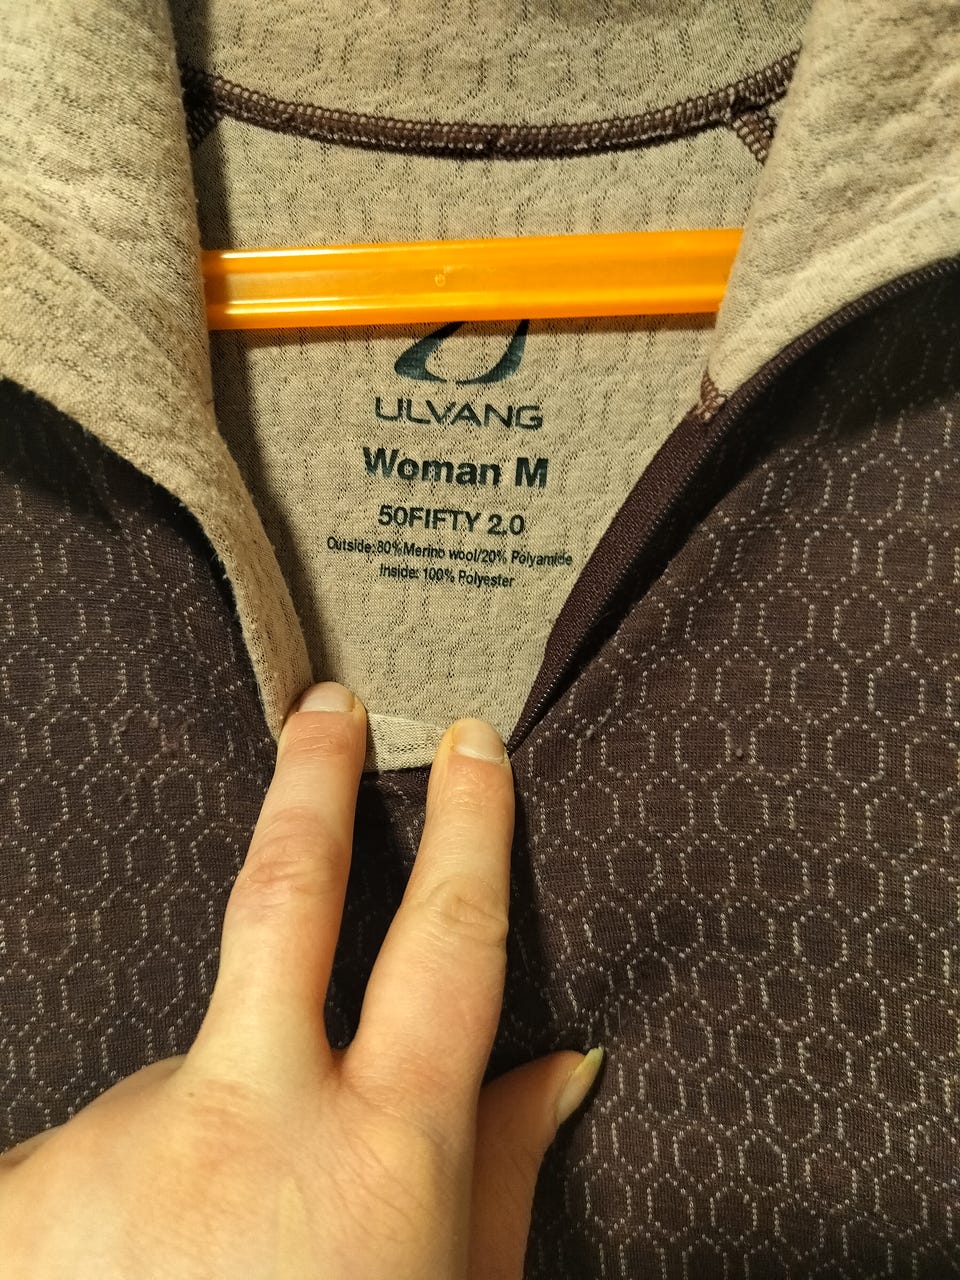 ULVANG
Woman M
50FIFTY 2.0
Outside:80%Merino wool/20% Polyamide
Inside: 100% Polyester